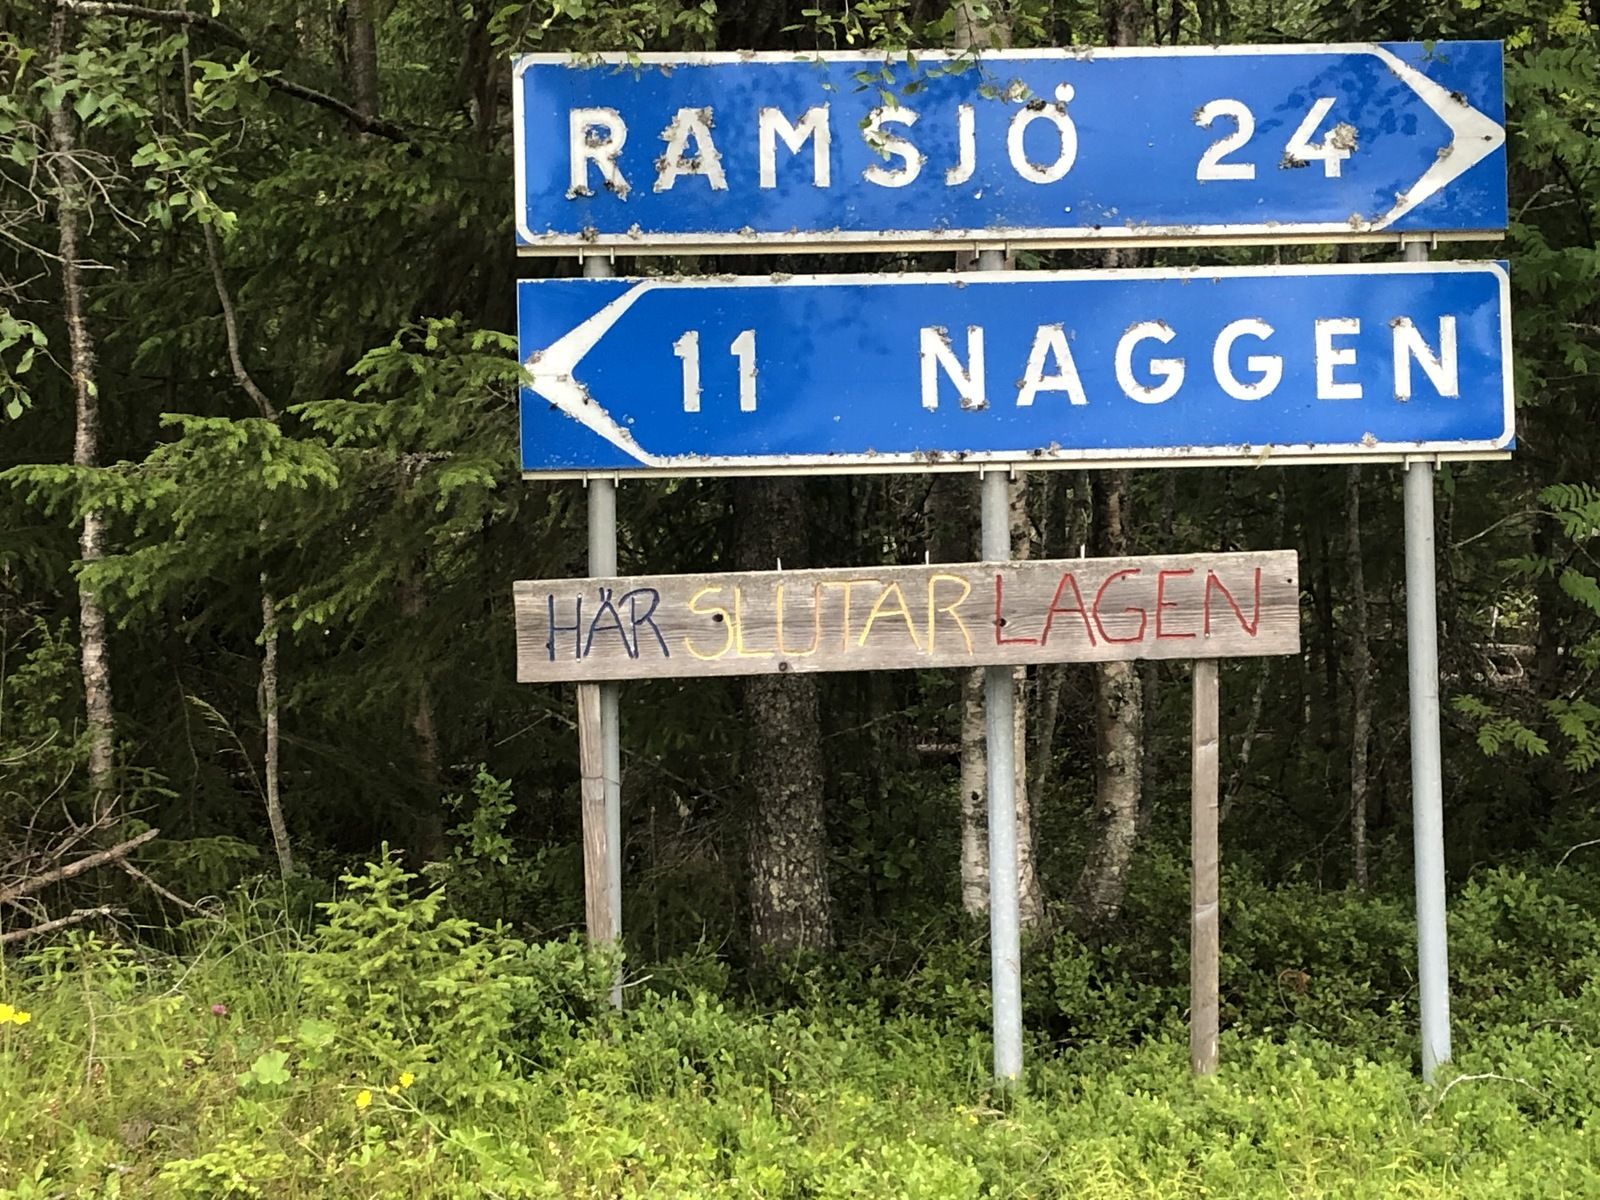 RAMSJÖ 24
11 NAGGEN
HÄR SLUTAR LAGEN